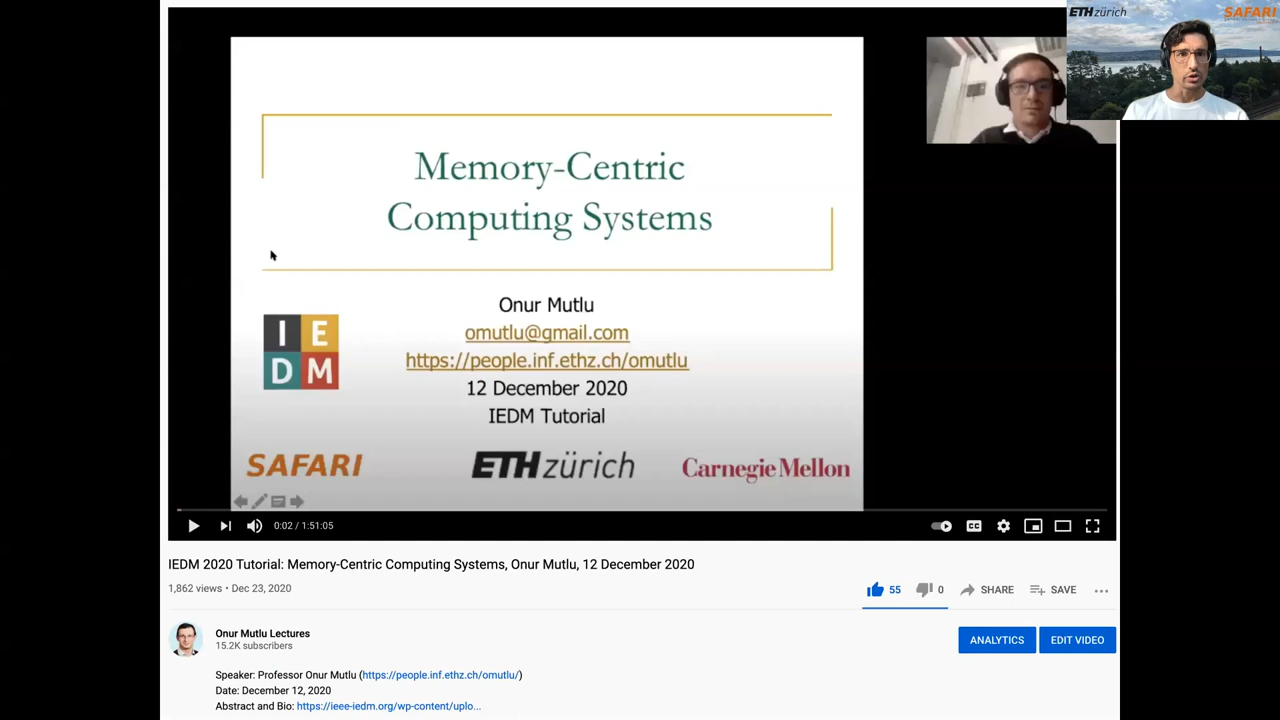 ETHzürich
SAFARI
Memory-Centric
Computing Systems
Onur Mutlu
omutlu@gmail.com
https://people.inf.ethz.ch/omutlu
12 December 2020
IEDM Tutorial
I E
D M
SAFARI
ETHzürich
Carnegie Mellon
0:02 / 1:51:05
CC
IEDM 2020 Tutorial: Memory-Centric Computing Systems, Onur Mutlu, 12 December 2020
1,862 views • Dec 23, 2020
55
0
SHARE
SAVE
Onur Mutlu Lectures
15.2K subscribers
ANALYTICS
EDIT VIDEO
Speaker: Professor Onur Mutlu (https://people.inf.ethz.ch/omutlu/)
Date: December 12, 2020
Abstract and Bio: https://ieee-iedm.org/wp-content/uplo...